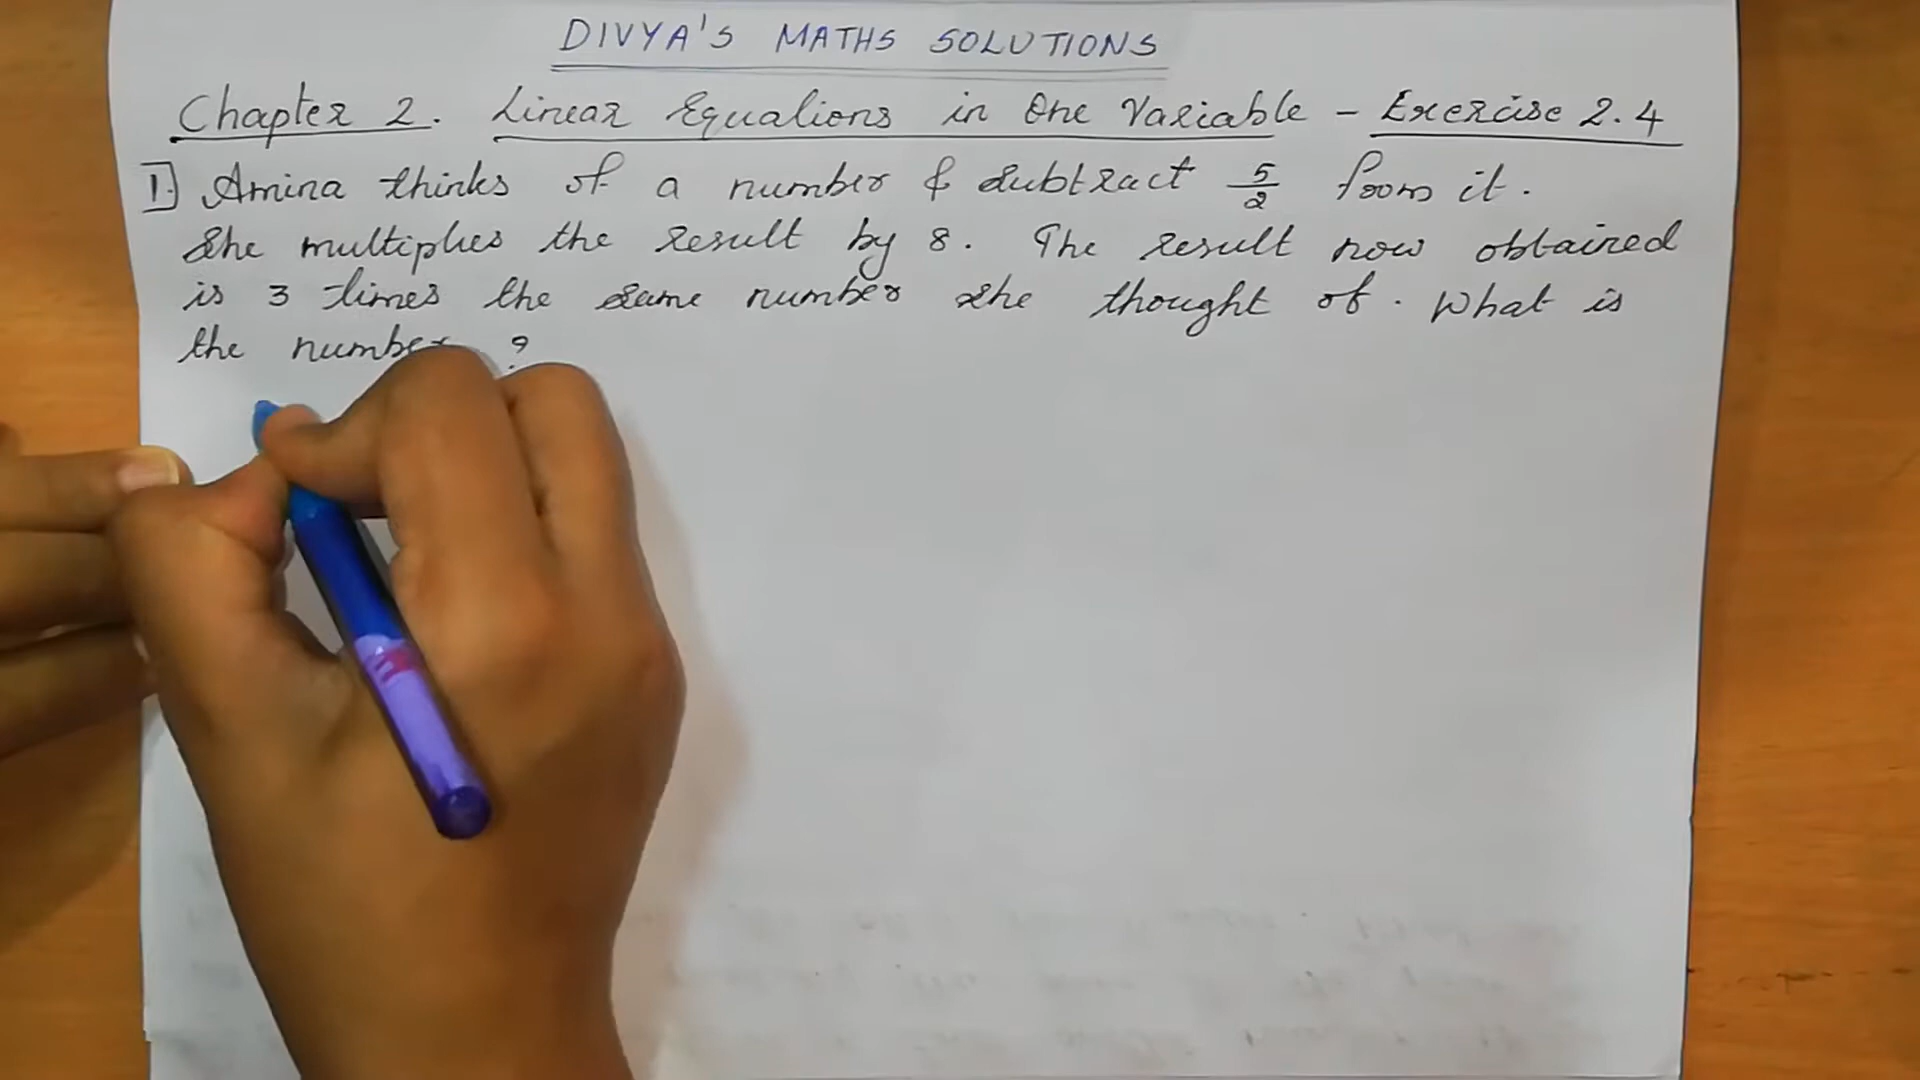 DIVYA'S MATHS SOLUTIONS
Chapter 2. Linear Equations in One Variable - Exercise 2.4
1.] Amina thinks of a number & subtract 5/2 from it.
She multiplies the result by 8. The result now obtained
is 3 times the same number she thought of. What is
the number ?